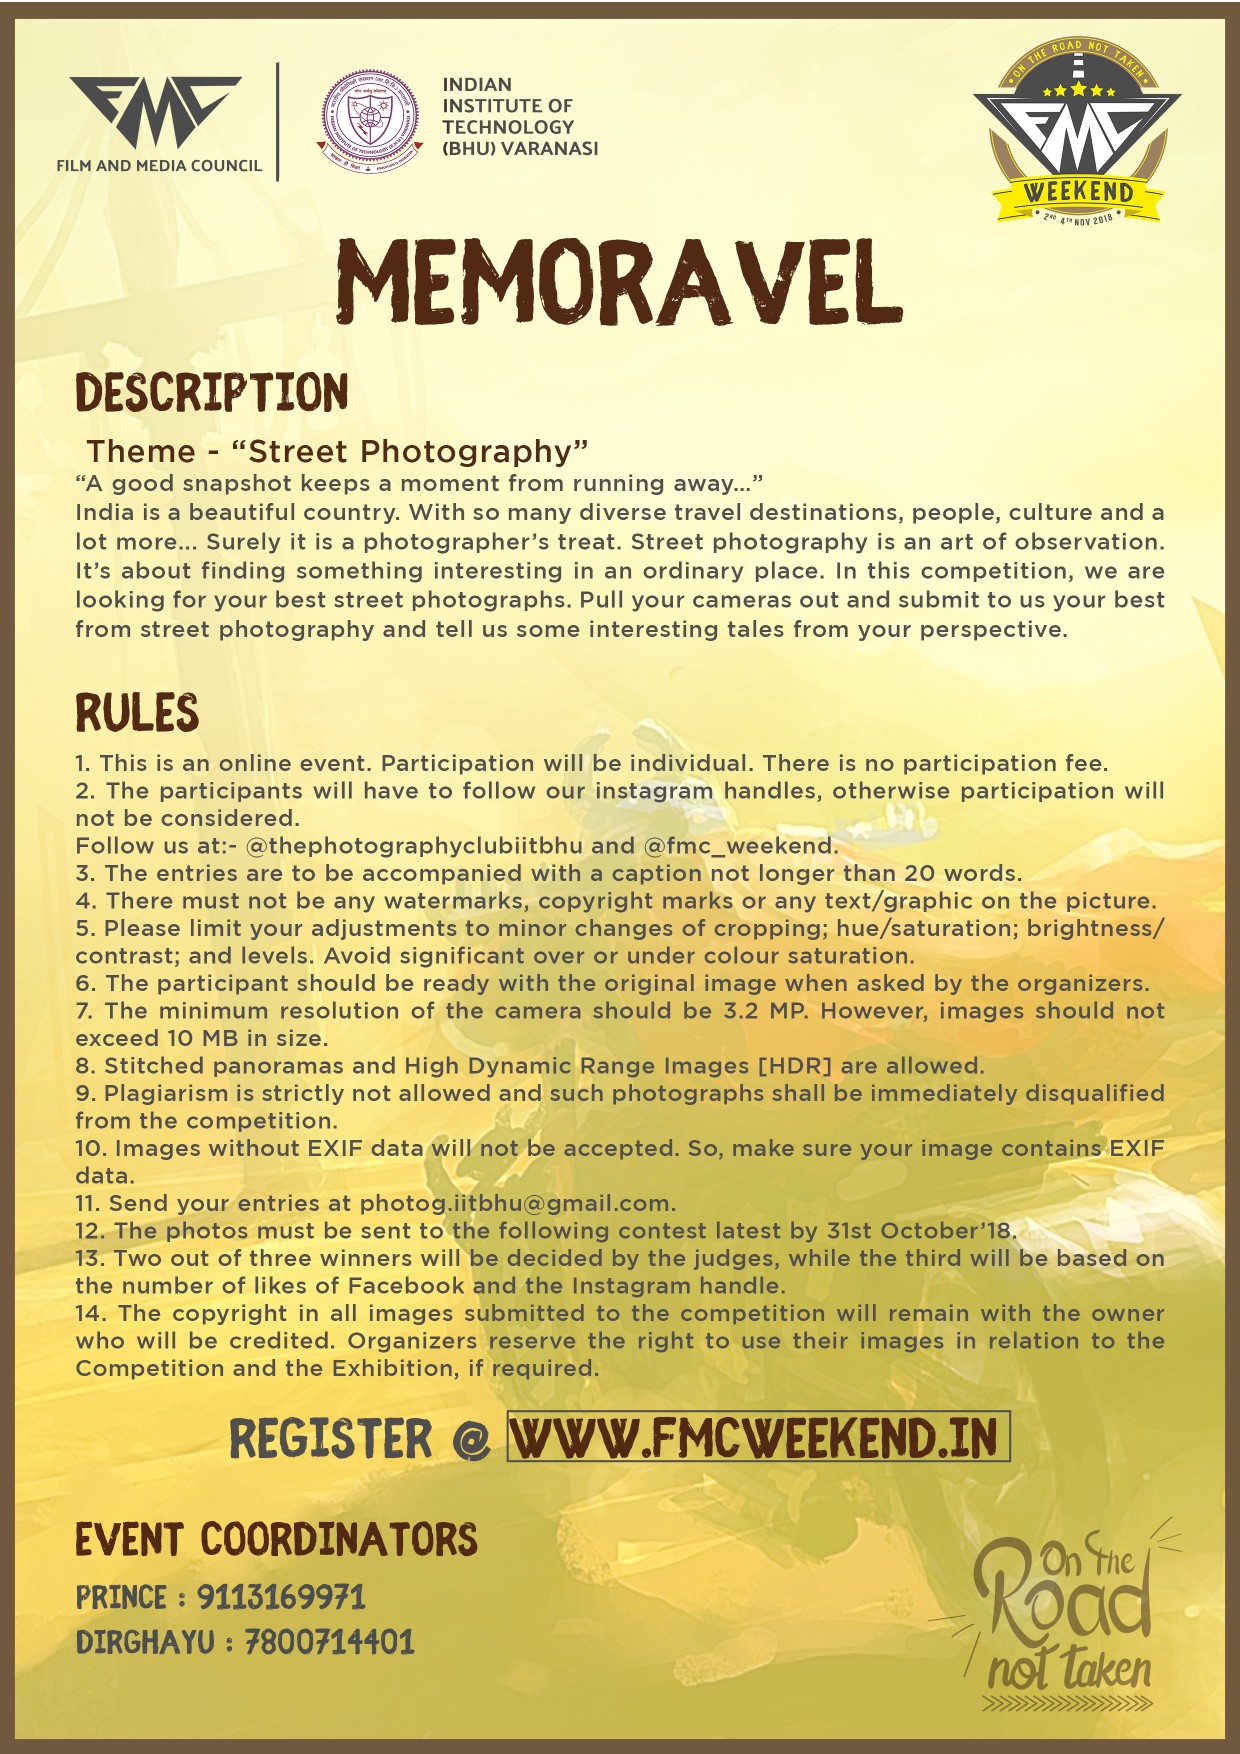 FMC
FILM AND MEDIA COUNCIL
INDIAN
INSTITUTE OF
TECHNOLOGY
(BHU) VARANASI
ON THE ROAD NOT TAKEN
FMC
WEEKEND
2ND - 4TH NOV 2018
MEMORAVEL
DESCRIPTION
Theme - “Street Photography”
“A good snapshot keeps a moment from running away...”
India is a beautiful country. With so many diverse travel destinations, people, culture and a
lot more... Surely it is a photographer’s treat. Street photography is an art of observation.
It’s about finding something interesting in an ordinary place. In this competition, we are
looking for your best street photographs. Pull your cameras out and submit to us your best
from street photography and tell us some interesting tales from your perspective.
RULES
1. This is an online event. Participation will be individual. There is no participation fee.
2. The participants will have to follow our instagram handles, otherwise participation will
not be considered.
Follow us at:- @thephotographyclubiitbhu and @fmc_weekend.
3. The entries are to be accompanied with a caption not longer than 20 words.
4. There must not be any watermarks, copyright marks or any text/graphic on the picture.
5. Please limit your adjustments to minor changes of cropping; hue/saturation; brightness/
contrast; and levels. Avoid significant over or under colour saturation.
6. The participant should be ready with the original image when asked by the organizers.
7. The minimum resolution of the camera should be 3.2 MP. However, images should not
exceed 10 MB in size.
8. Stitched panoramas and High Dynamic Range Images [HDR] are allowed.
9. Plagiarism is strictly not allowed and such photographs shall be immediately disqualified
from the competition.
10. Images without EXIF data will not be accepted. So, make sure your image contains EXIF
data.
11. Send your entries at photog.iitbhu@gmail.com.
12. The photos must be sent to the following contest latest by 31st October’18.
13. Two out of three winners will be decided by the judges, while the third will be based on
the number of likes of Facebook and the Instagram handle.
14. The copyright in all images submitted to the competition will remain with the owner
who will be credited. Organizers reserve the right to use their images in relation to the
Competition and the Exhibition, if required.
REGISTER @ WWW.FMCWEEKEND.IN
EVENT COORDINATORS
PRINCE : 9113169971
DIRGHAYU : 7800714401
On The
Road
not taken